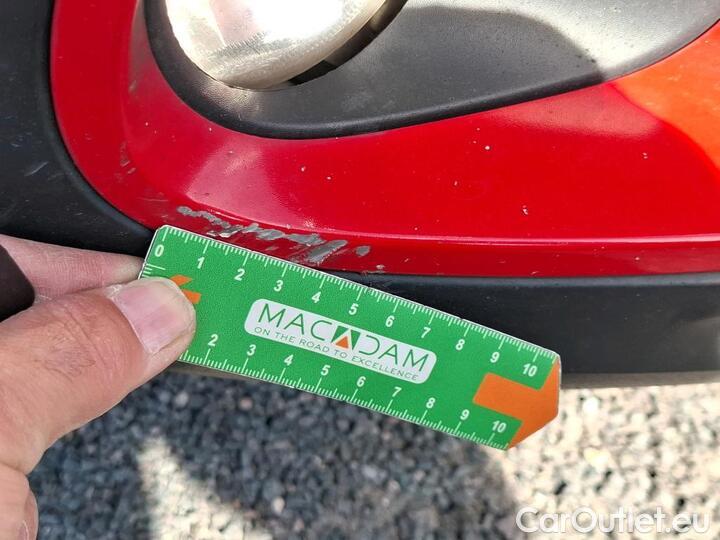 0 1 2 3 4 5 6 7 8 9 10
MACADAM
ON THE ROAD TO EXCELLENCE
2 3 4 5 6 7 8 9 10
CarOutlet.eu